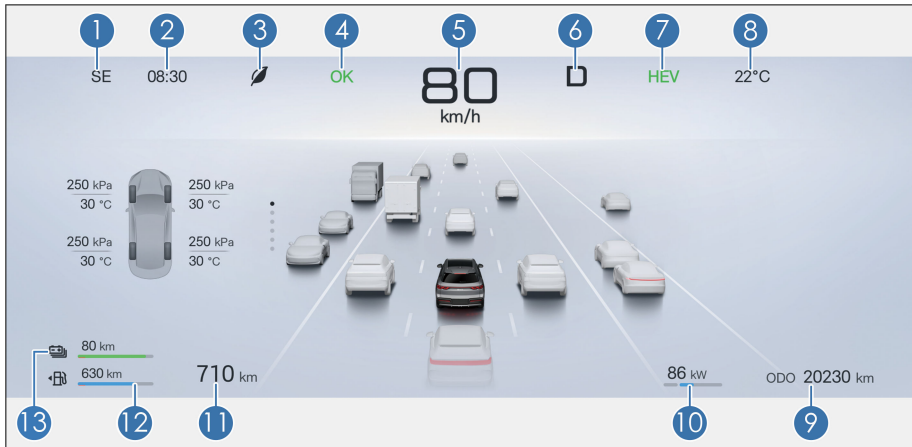 1 2 3 4 5 6 7 8
SE 08:30 OK 80 D HEV 22°C
km/h
250 kPa 250 kPa
30 °C 30 °C
250 kPa 250 kPa
30 °C 30 °C
80 km
630 km 710 km 86 kW ODO 20230 km
13 12 11 10 9